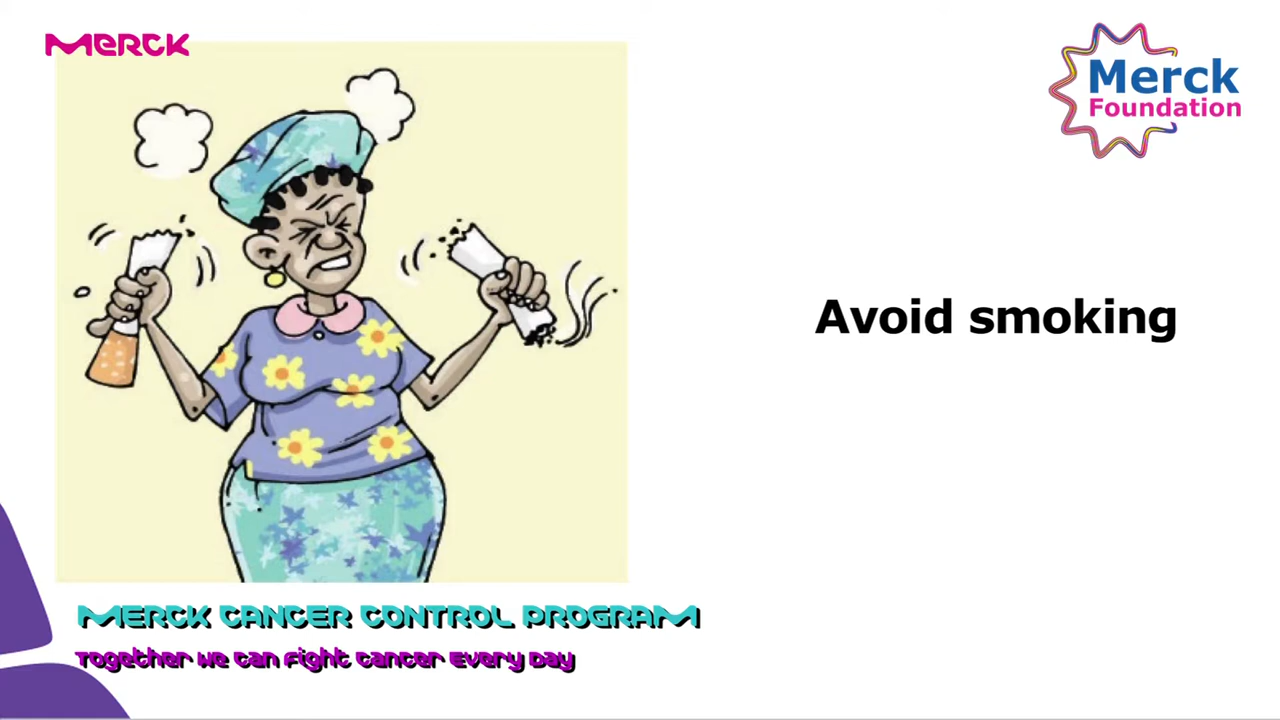 MERCK
Merck
Foundation
Avoid smoking
MERCK CANCER CONTROL PROGRAM
Together We Can Fight Cancer Every Day